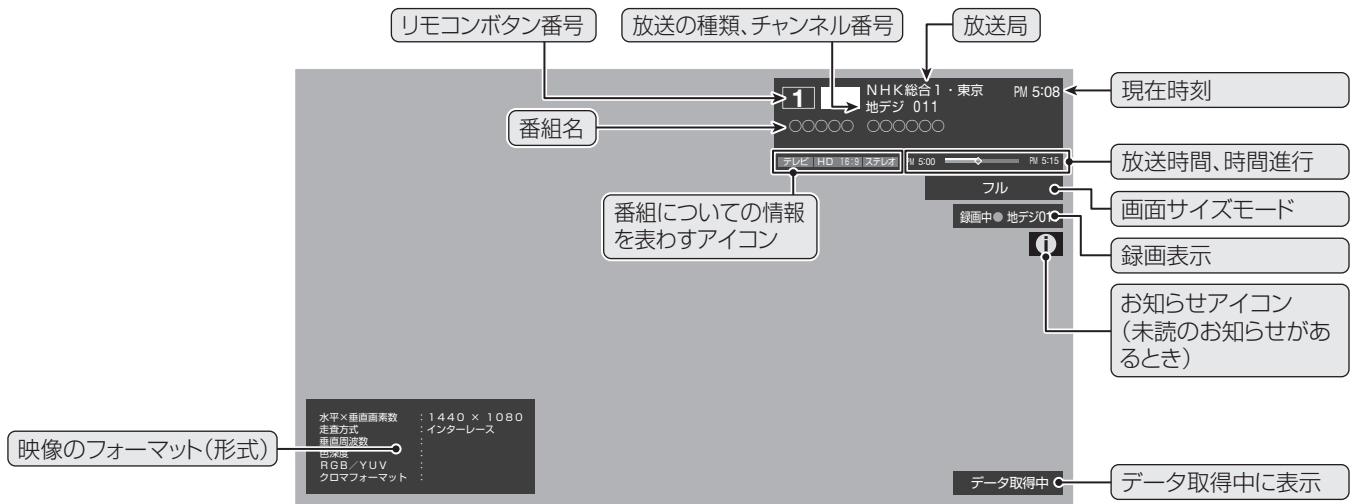 リモコンボタン番号
放送の種類、チャンネル番号
放送局
1
NHK総合1・東京
PM 5:08
現在時刻
地デジ 011
番組名
○○○○○ ○○○○○○
テレビ HD 16:9 ステレオ
PM 5:00
PM 5:15
放送時間、時間進行
フル
画面サイズモード
番組についての情報
を表わすアイコン
録画中● 地デジ01
録画表示
i
お知らせアイコン
(未読のお知らせがあ
るとき)
水平×垂直画素数 :1440 × 1080
走査方式 :インターレース
垂直周波数 :
色深度 :
RGB/YUV :
クロマフォーマット :
映像のフォーマット(形式)
データ取得中
データ取得中に表示